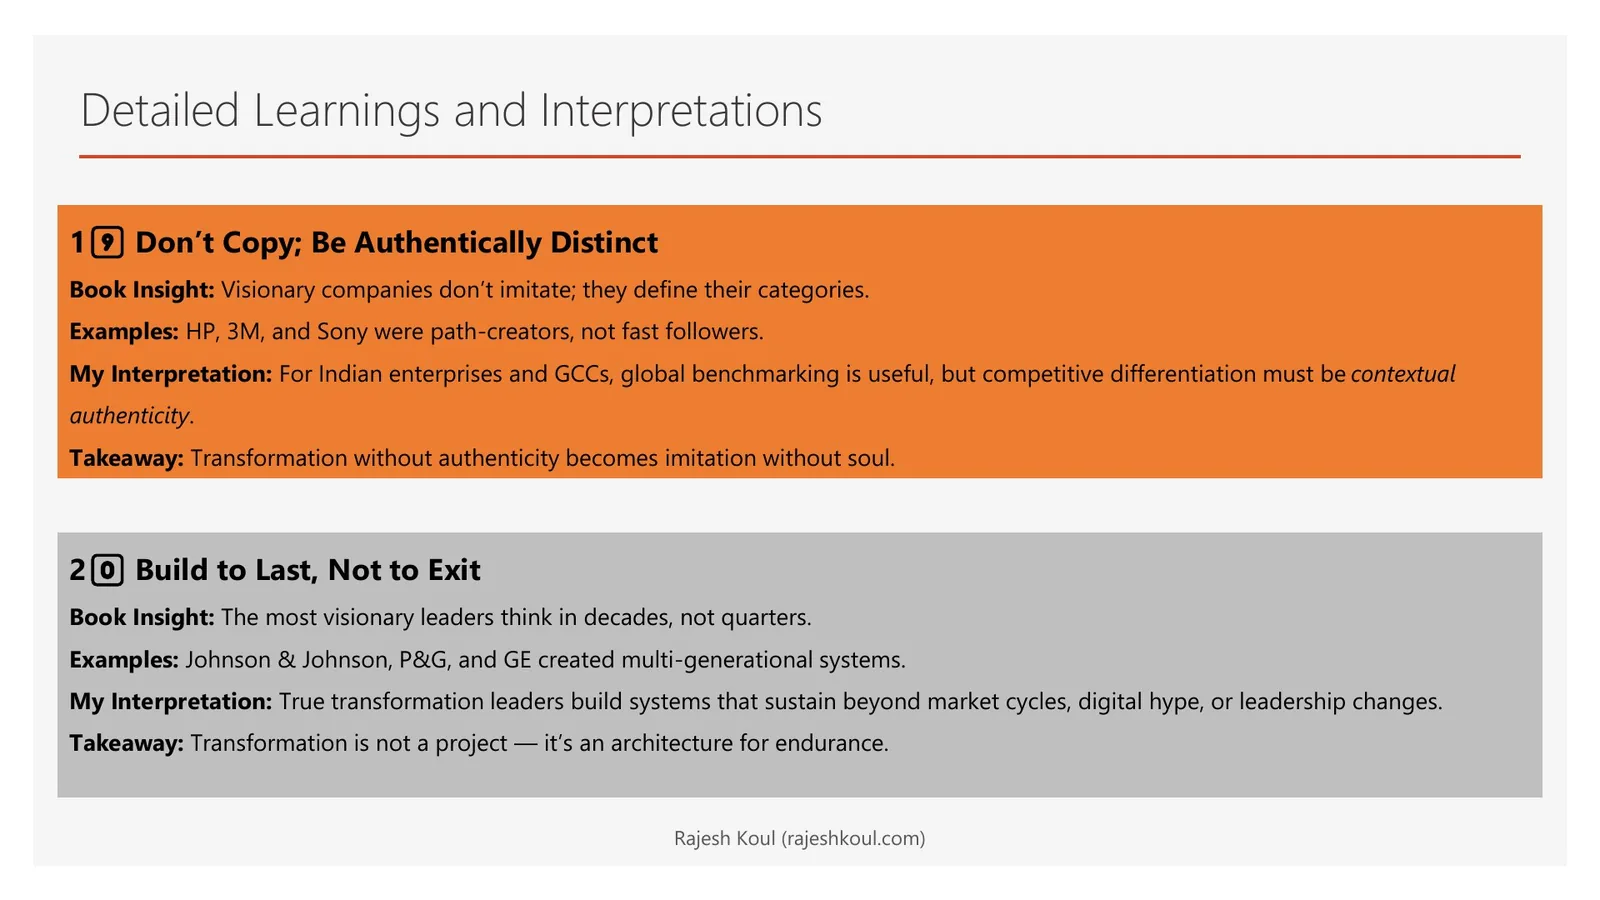 Detailed Learnings and Interpretations
1 9 Don’t Copy; Be Authentically Distinct
Book Insight: Visionary companies don’t imitate; they define their categories.
Examples: HP, 3M, and Sony were path-creators, not fast followers.
My Interpretation: For Indian enterprises and GCCs, global benchmarking is useful, but competitive differentiation must be contextual
authenticity.
Takeaway: Transformation without authenticity becomes imitation without soul.
2 0 Build to Last, Not to Exit
Book Insight: The most visionary leaders think in decades, not quarters.
Examples: Johnson & Johnson, P&G, and GE created multi-generational systems.
My Interpretation: True transformation leaders build systems that sustain beyond market cycles, digital hype, or leadership changes.
Takeaway: Transformation is not a project — it’s an architecture for endurance.
Rajesh Koul (rajeshkoul.com)